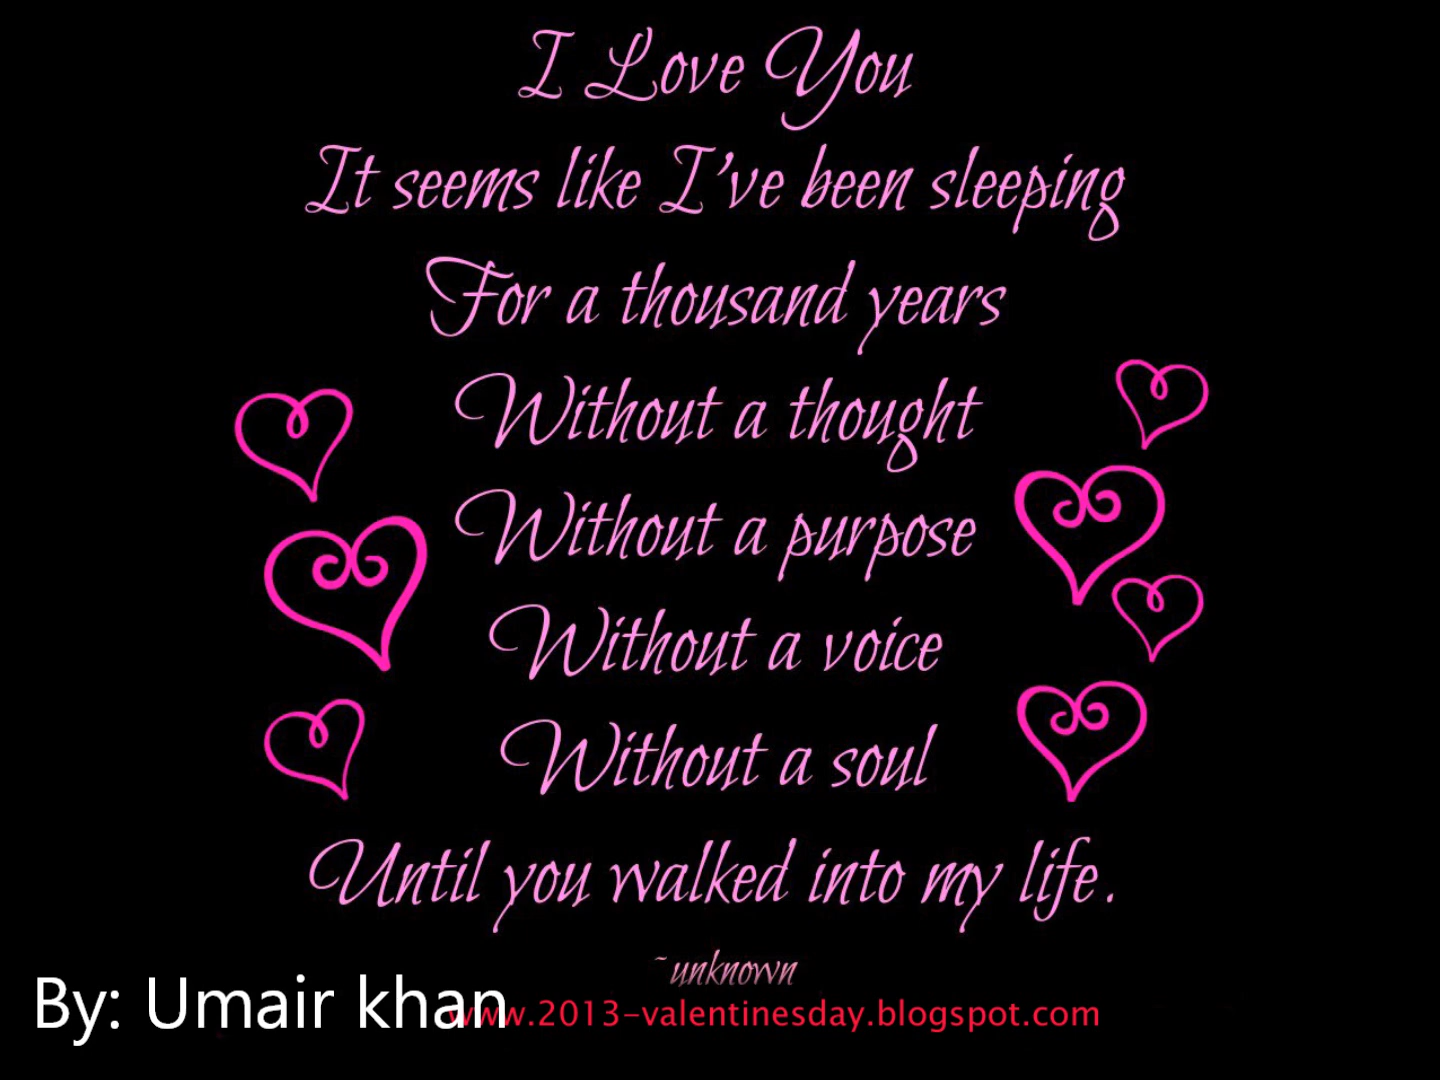 I Love You
It seems like I've been sleeping
For a thousand years
Without a thought
Without a purpose
Without a voice
Without a soul
Until you walked into my life.
~unknown
www.2013-valentinesday.blogspot.com
By: Umair khan